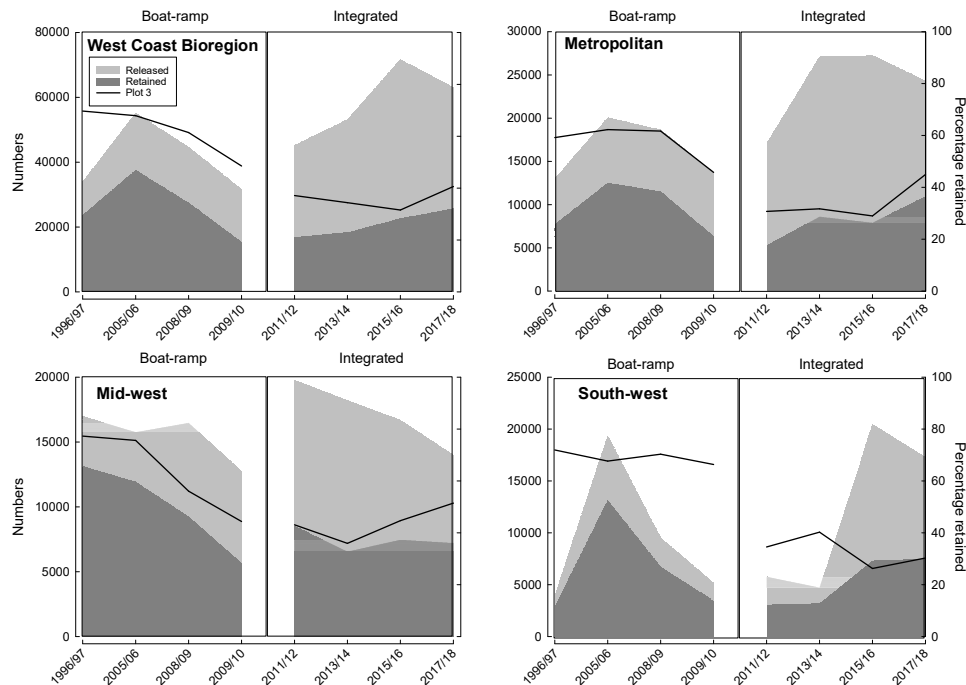 Boat-ramp Integrated
West Coast Bioregion
Released
Retained
Plot 3
Numbers
80000
60000
40000
20000
0
1996/97 2005/06 2008/09 2009/10 2011/12 2013/14 2015/16 2017/18
Boat-ramp Integrated
Metropolitan
30000
25000
20000
15000
10000
5000
0
100
80
60
40
20
0
Percentage retained
1996/97 2005/06 2008/09 2009/10 2011/12 2013/14 2015/16 2017/18
Boat-ramp Integrated
Mid-west
Numbers
20000
15000
10000
5000
0
1996/97 2005/06 2008/09 2009/10 2011/12 2013/14 2015/16 2017/18
Boat-ramp Integrated
South-west
25000
20000
15000
10000
5000
0
100
80
60
40
20
0
Percentage retained
1996/97 2005/06 2008/09 2009/10 2011/12 2013/14 2015/16 2017/18